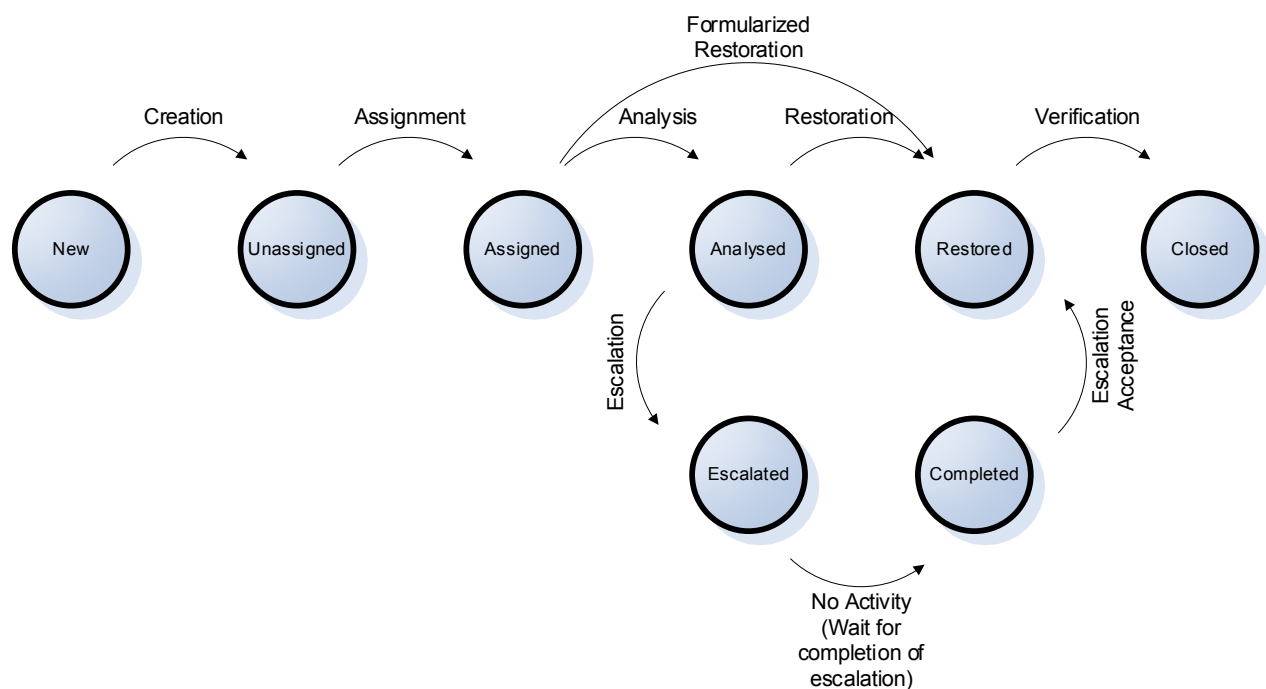 Formularized
Restoration
Creation
Assignment
Analysis
Restoration
Verification
New
Unassigned
Assigned
Analysed
Restored
Closed
Escalation
Escalation
Acceptance
Escalated
Completed
No Activity
(Wait for
completion of
escalation)